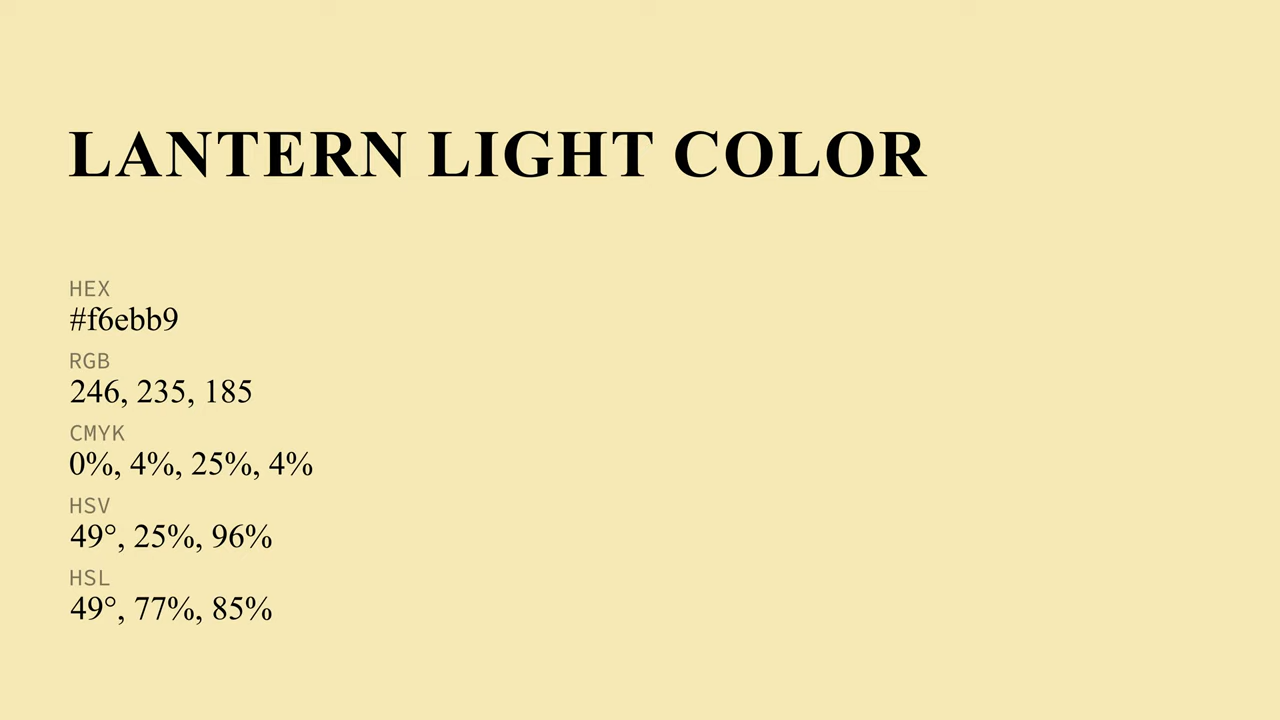 LANTERN LIGHT COLOR
HEX
#f6ebb9
RGB
246, 235, 185
CMYK
0%, 4%, 25%, 4%
HSV
49°, 25%, 96%
HSL
49°, 77%, 85%